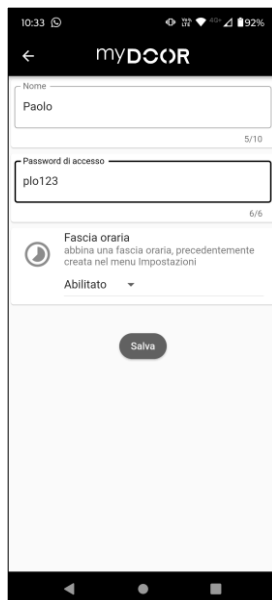 10:33 4G+ 92%
myDOOR
Nome
Paolo
5/10
Password di accesso
plo123
6/6
Fascia oraria
abbina una fascia oraria, precedentemente
creata nel menu Impostazioni
Abilitato
Salva